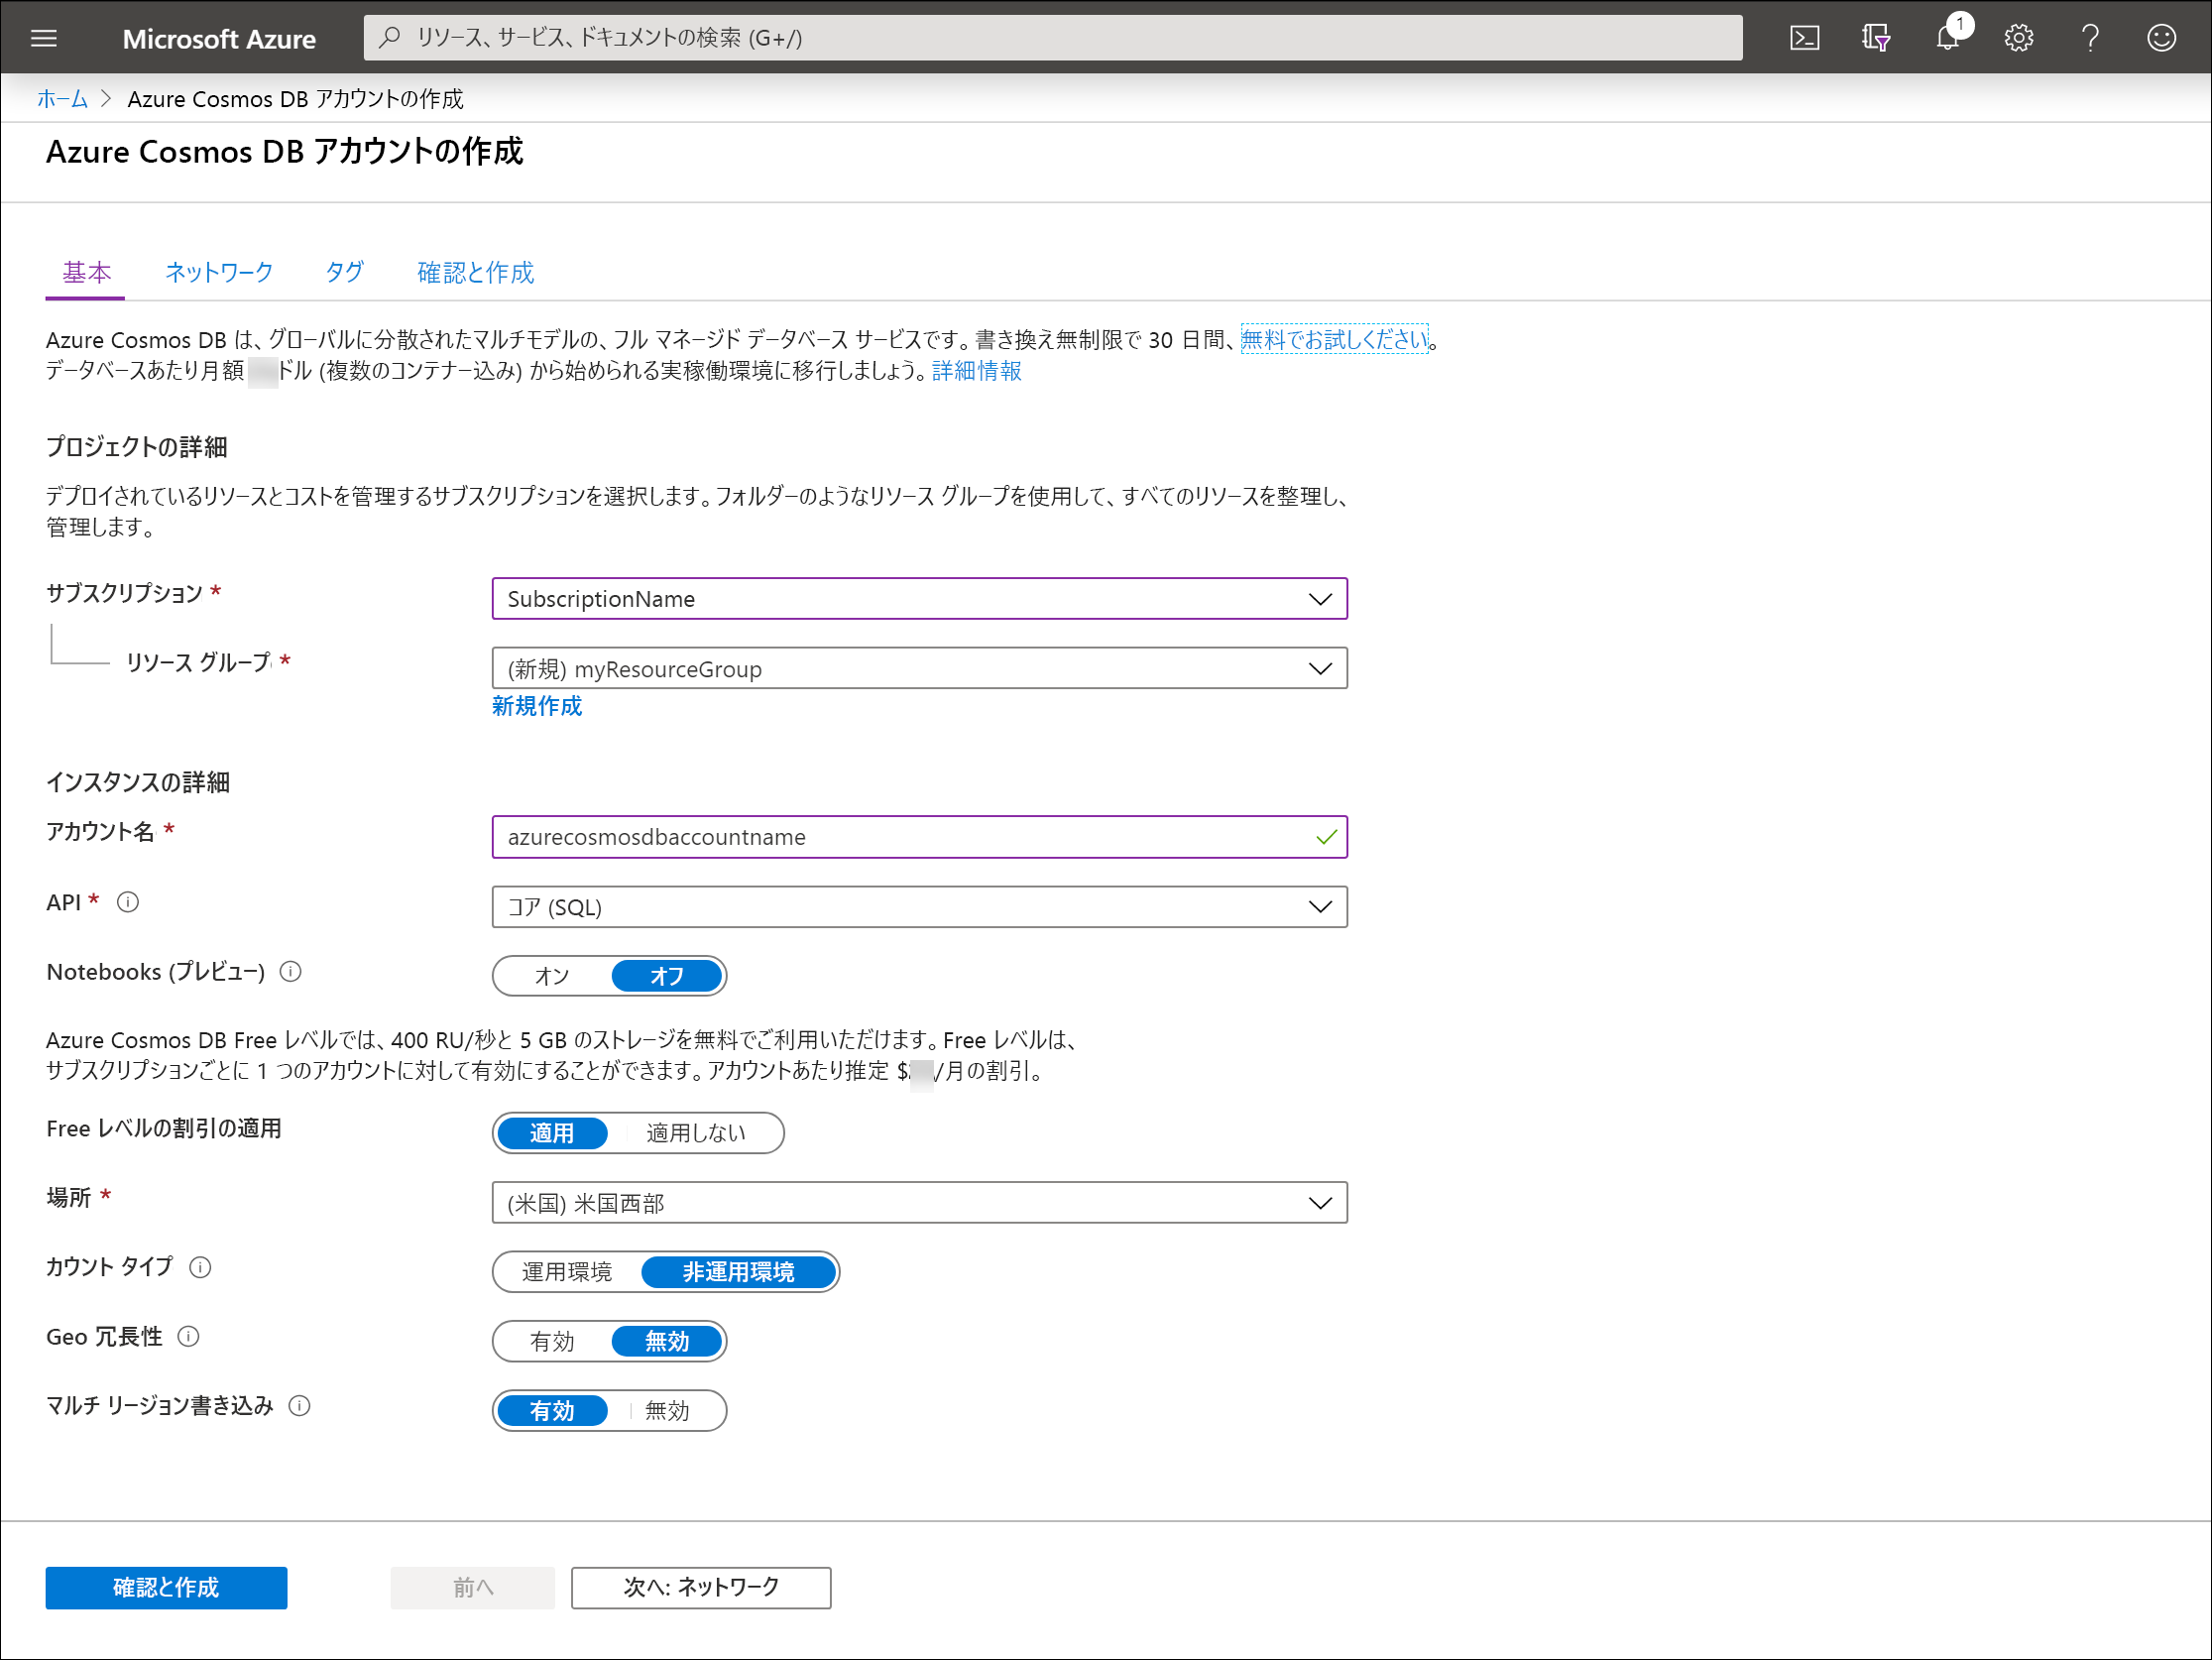 Microsoft Azure
リソース、サービス、ドキュメントの検索 (G+/)
1
ホーム > Azure Cosmos DB アカウントの作成
Azure Cosmos DB アカウントの作成
基本 ネットワーク タグ 確認と作成
Azure Cosmos DB は、グローバルに分散されたマルチモデルの、フル マネージド データベース サービスです。書き換え無制限で 30 日間、無料でお試しください。
データベースあたり月額 ドル (複数のコンテナー込み) から始められる実稼働環境に移行しましょう。詳細情報
プロジェクトの詳細
デプロイされているリソースとコストを管理するサブスクリプションを選択します。フォルダーのようなリソース グループを使用して、すべてのリソースを整理し、
管理します。
サブスクリプション * SubscriptionName
リソース グループ * (新規) myResourceGroup
新規作成
インスタンスの詳細
アカウント名 * azurecosmosdbaccountname
API * コア (SQL)
Notebooks (プレビュー) オン オフ
Azure Cosmos DB Free レベルでは、400 RU/秒と 5 GB のストレージを無料でご利用いただけます。Free レベルは、
サブスクリプションごとに 1 つのアカウントに対して有効にすることができます。アカウントあたり推定 $ /月の割引。
Free レベルの割引の適用 適用 適用しない
場所 * (米国) 米国西部
カウント タイプ 運用環境 非運用環境
Geo 冗長性 有効 無効
マルチ リージョン書き込み 有効 無効
確認と作成 前へ 次へ: ネットワーク